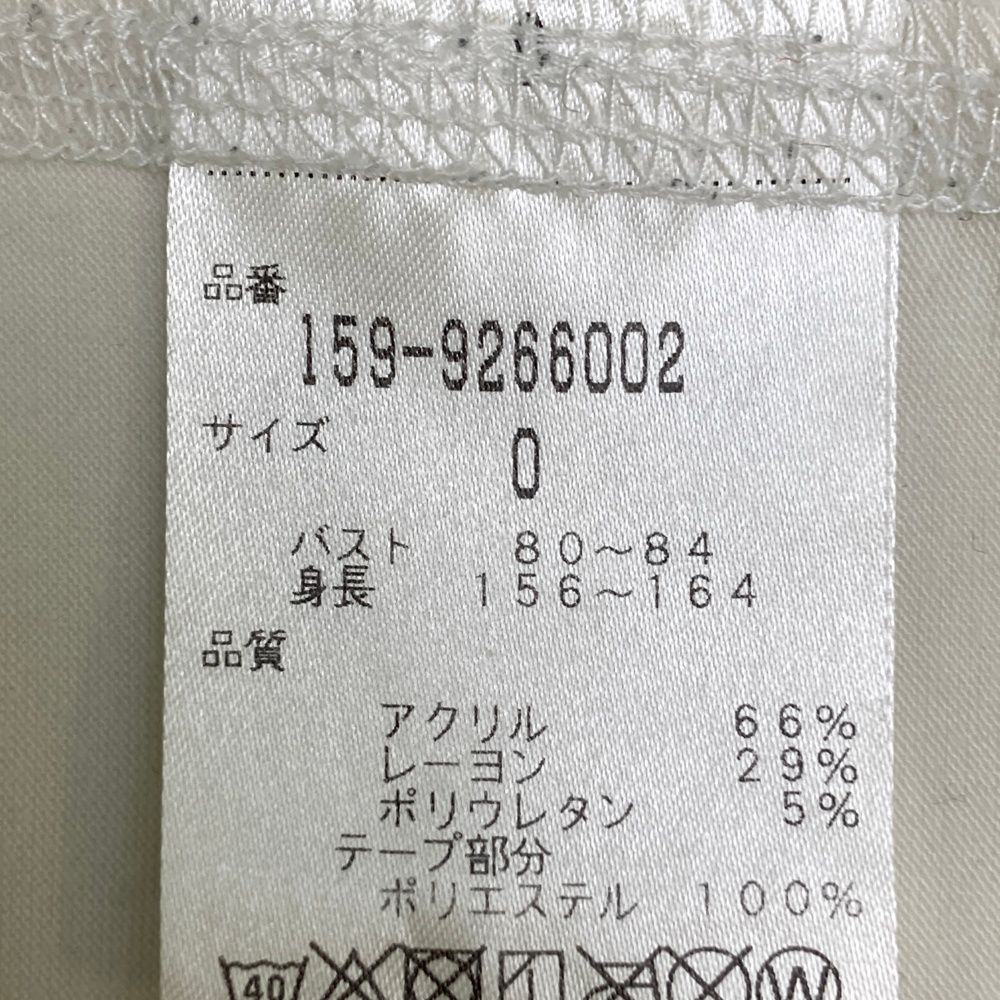 品番
159-9266002
サイズ
0
バスト 80~84
身長 156~164
品質
アクリル 66%
レーヨン 29%
ポリウレタン 5%
テープ部分
ポリエステル 100%
40
W